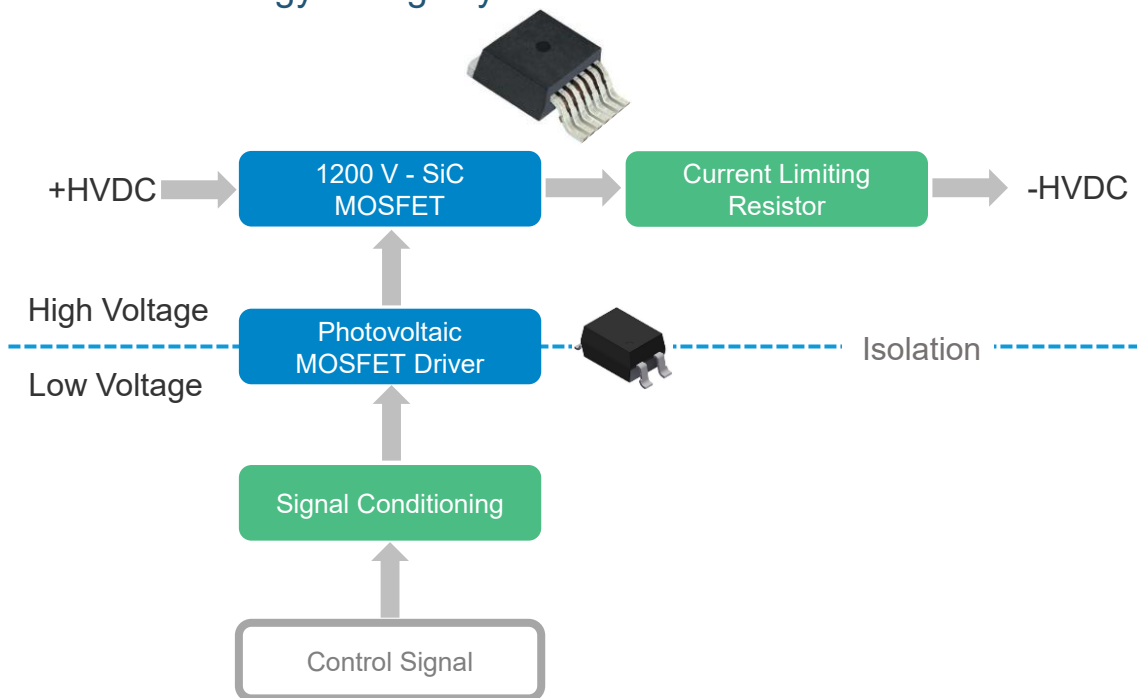 +HVDC
1200 V - SiC
MOSFET
Current Limiting
Resistor
-HVDC
High Voltage
Photovoltaic
MOSFET Driver
Isolation
Low Voltage
Signal Conditioning
Control Signal